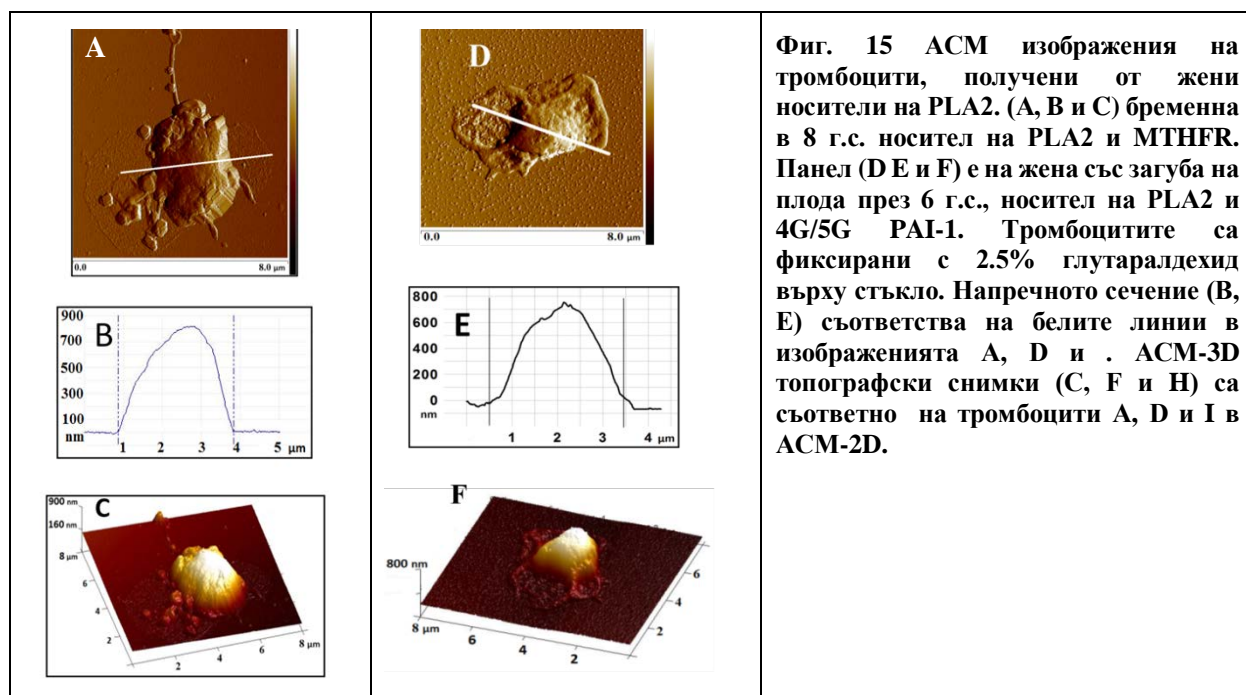 A
0.0 8.0 μm
B
900
700
500
300
100
nm
1 2 3 4 5 μm
C
900 nm
160 nm
8 μm
6
4
2
2 4 6 8 μm
D
0.0 8.0 μm
E
800
600
400
200
0
nm
1 2 3 4 μm
F
800 nm
8 μm 6 4 2
2
4
6
Фиг. 15 АСМ изображения на
тромбоцити, получени от жени
носители на PLA2. (A, B и C) бременна
в 8 г.с. носител на PLA2 и MTHFR.
Панел (D E и F) е на жена със загуба на
плода през 6 г.с., носител на PLA2 и
4G/5G PAI-1. Тромбоцитите са
фиксирани с 2.5% глутаралдехид
върху стъкло. Напречното сечение (B,
E) съответства на белите линии в
изображенията A, D и . АСМ-3D
топографски снимки (C, F и H) са
съответно на тромбоцити A, D и I в
АСМ-2D.